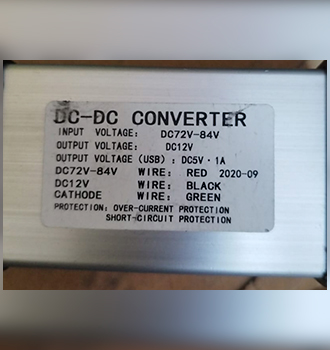 DC-DC CONVERTER
INPUT VOLTAGE: DC72V-84V
OUTPUT VOLTAGE: DC12V
OUTPUT VOLTAGE (USB): DC5V·1A
DC72V-84V WIRE: RED 2020-09
DC12V WIRE: BLACK
CATHODE WIRE: GREEN
PROTECTION: OVER-CURRENT PROTECTION
SHORT-CIRCUIT PROTECTION